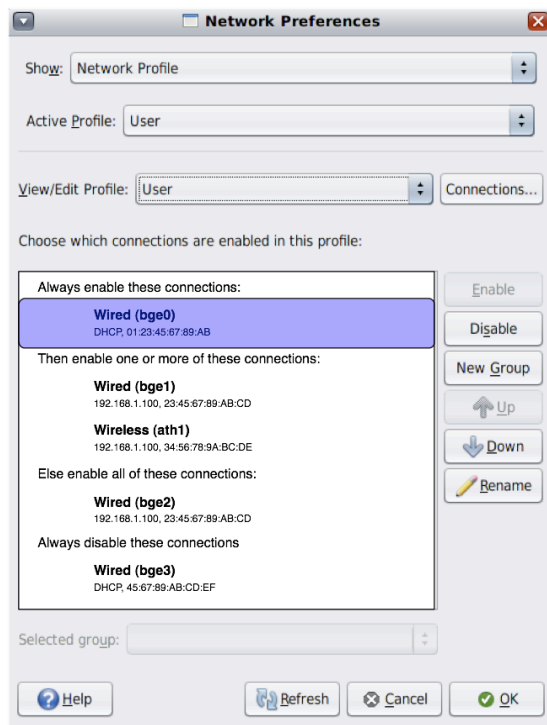 Network Preferences
Show: Network Profile
Active Profile: User
View/Edit Profile: User Connections...
Choose which connections are enabled in this profile:
Always enable these connections:
Wired (bge0)
DHCP, 01:23:45:67:89:AB
Then enable one or more of these connections:
Wired (bge1)
192.168.1.100, 23:45:67:89:AB:CD
Wireless (ath1)
192.168.1.100, 34:56:78:9A:BC:DE
Else enable all of these connections:
Wired (bge2)
192.168.1.100, 23:45:67:89:AB:CD
Always disable these connections
Wired (bge3)
DHCP, 45:67:89:AB:CD:EF
Enable
Disable
New Group
Up
Down
Rename
Selected group:
Help Refresh Cancel OK